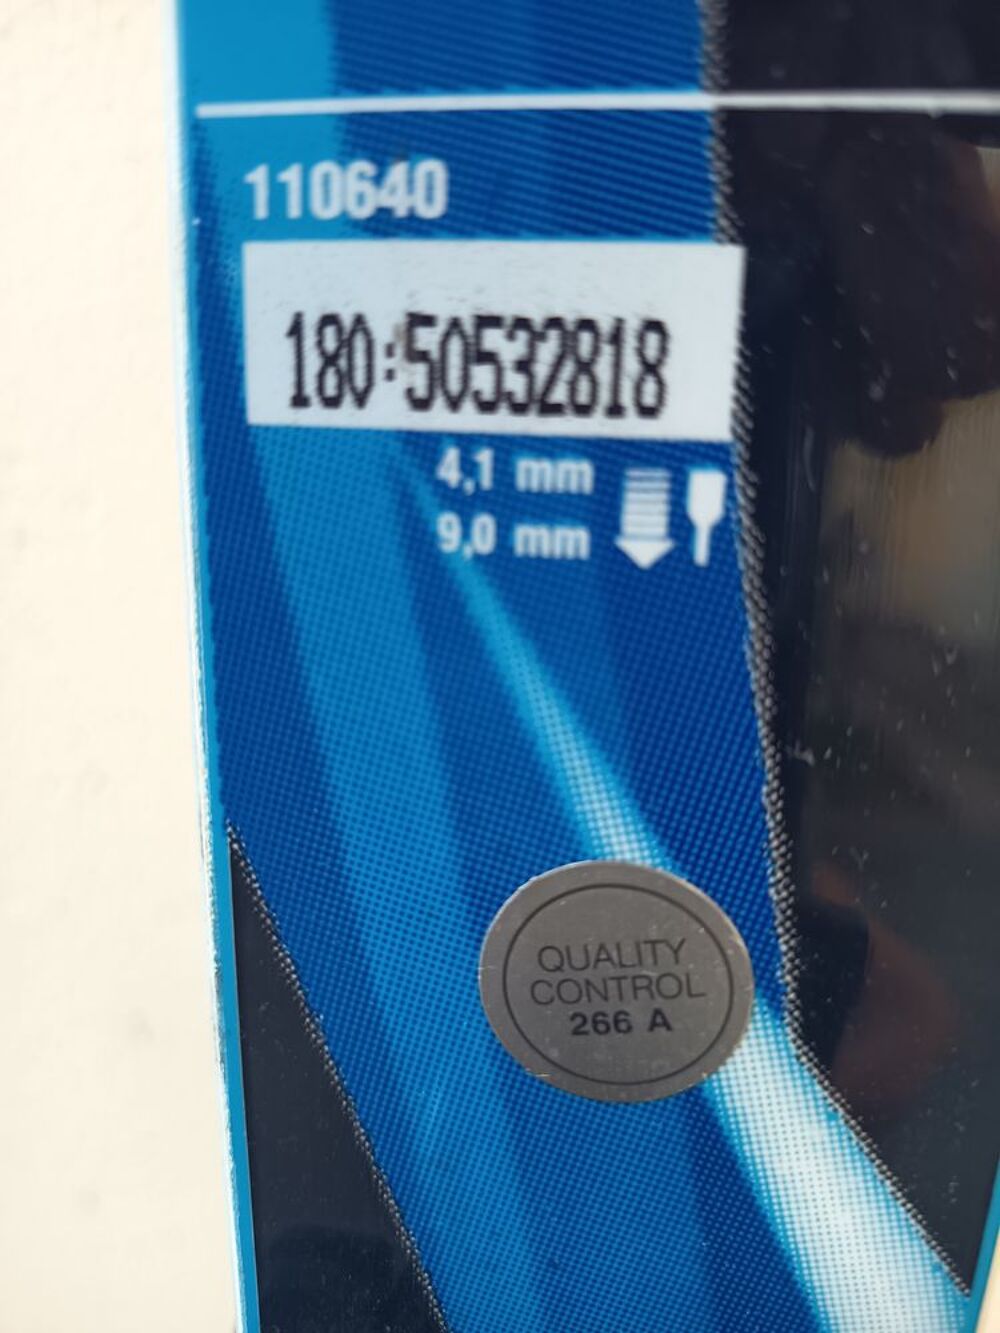 110640
180:50532818
4,1 mm
9,0 mm
QUALITY
CONTROL
266 A